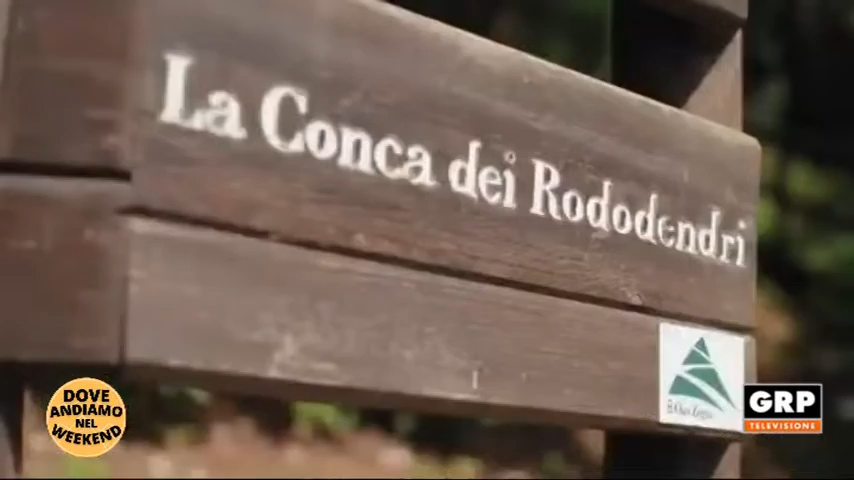 La Conca dei Rododendri
DOVE
ANDIAMO
NEL
WEEKEND
GRP
TELEVISIONE